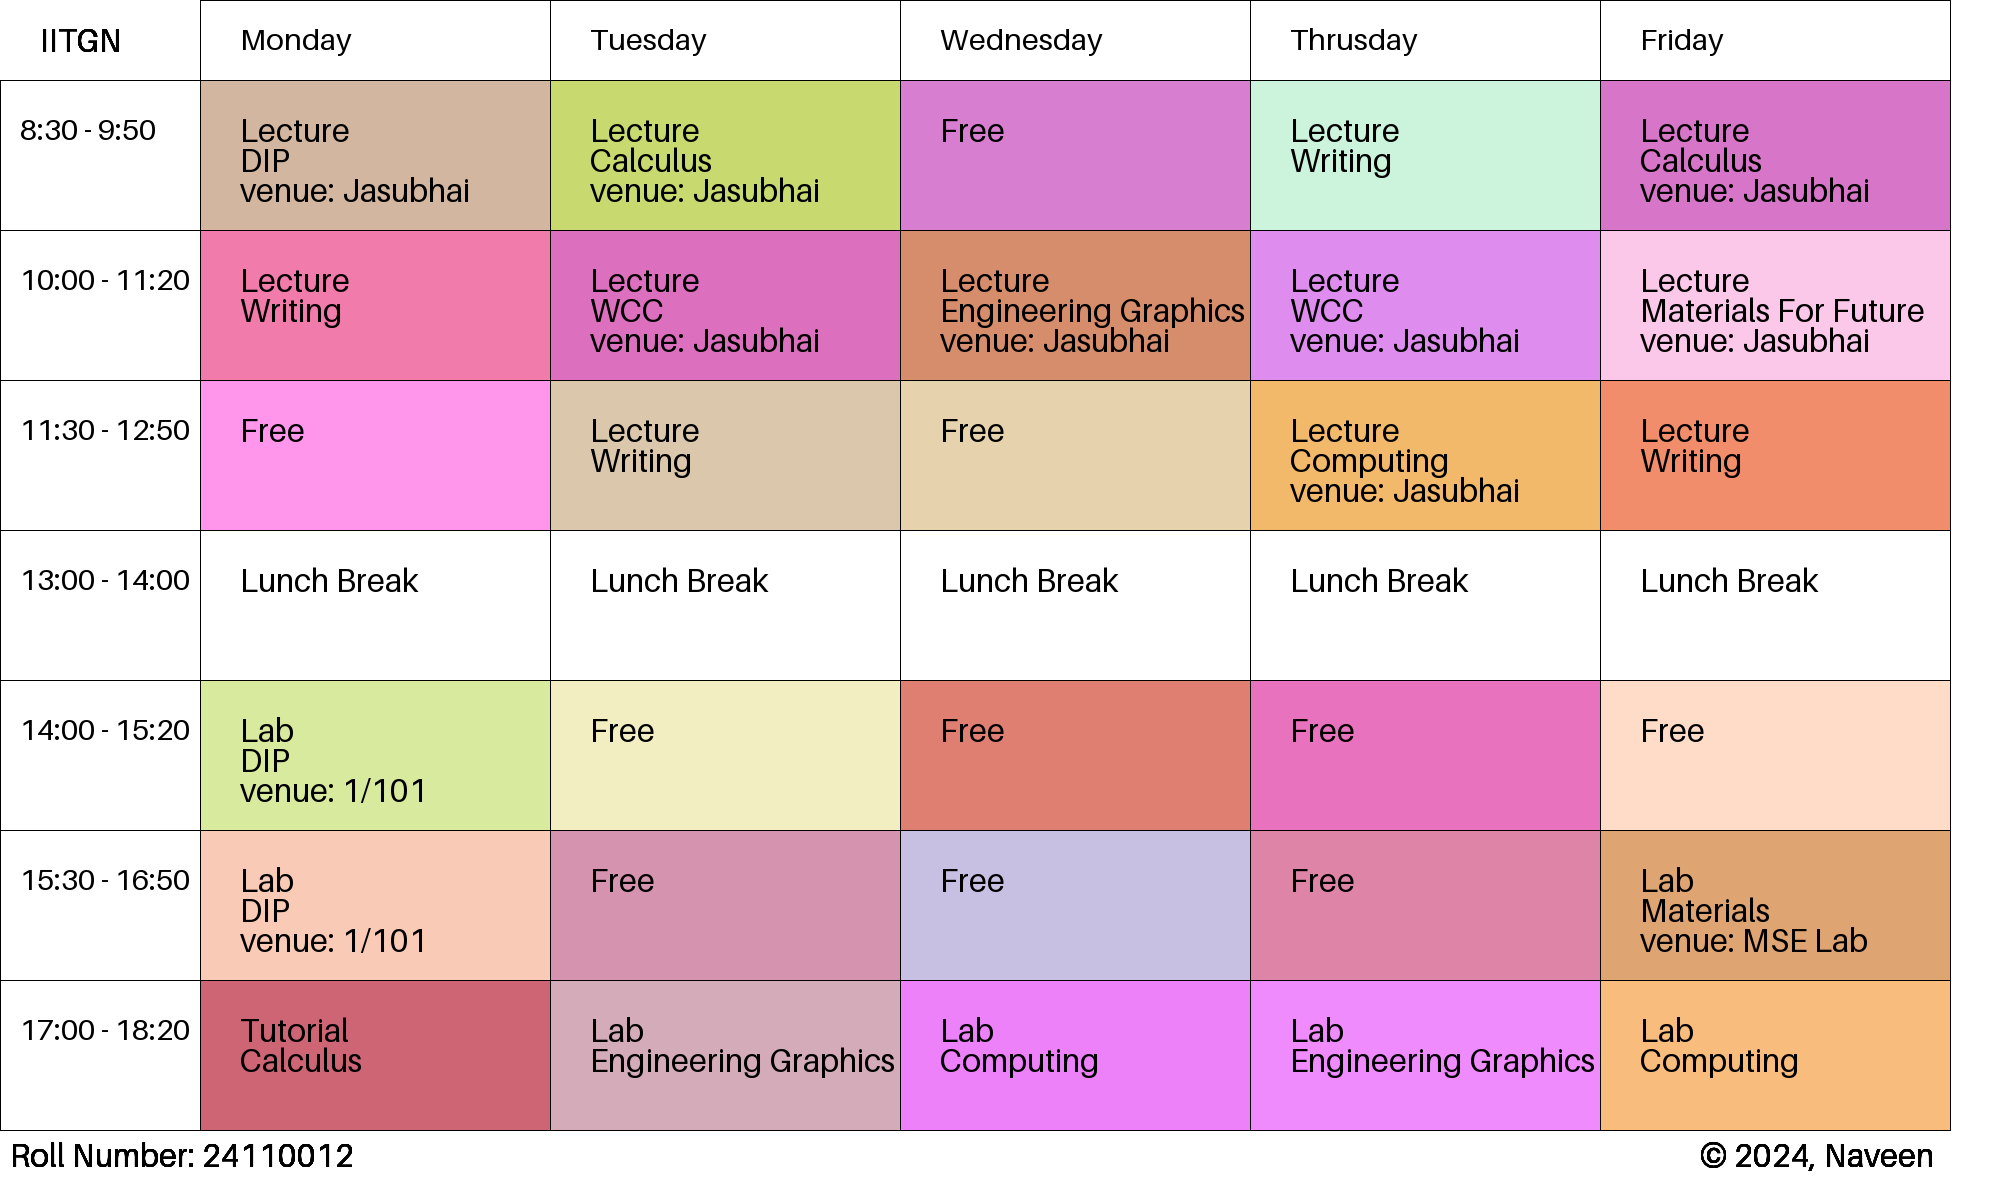 IITGN
Monday
Tuesday
Wednesday
Thrusday
Friday
8:30 - 9:50
Lecture
DIP
venue: Jasubhai
Lecture
Calculus
venue: Jasubhai
Free
Lecture
Writing
Lecture
Calculus
venue: Jasubhai
10:00 - 11:20
Lecture
Writing
Lecture
WCC
venue: Jasubhai
Lecture
Engineering Graphics
venue: Jasubhai
Lecture
WCC
venue: Jasubhai
Lecture
Materials For Future
venue: Jasubhai
11:30 - 12:50
Free
Lecture
Writing
Free
Lecture
Computing
venue: Jasubhai
Lecture
Writing
13:00 - 14:00
Lunch Break
Lunch Break
Lunch Break
Lunch Break
Lunch Break
14:00 - 15:20
Lab
DIP
venue: 1/101
Free
Free
Free
Free
15:30 - 16:50
Lab
DIP
venue: 1/101
Free
Free
Free
Lab
Materials
venue: MSE Lab
17:00 - 18:20
Tutorial
Calculus
Lab
Engineering Graphics
Lab
Computing
Lab
Engineering Graphics
Lab
Computing
Roll Number: 24110012
© 2024, Naveen